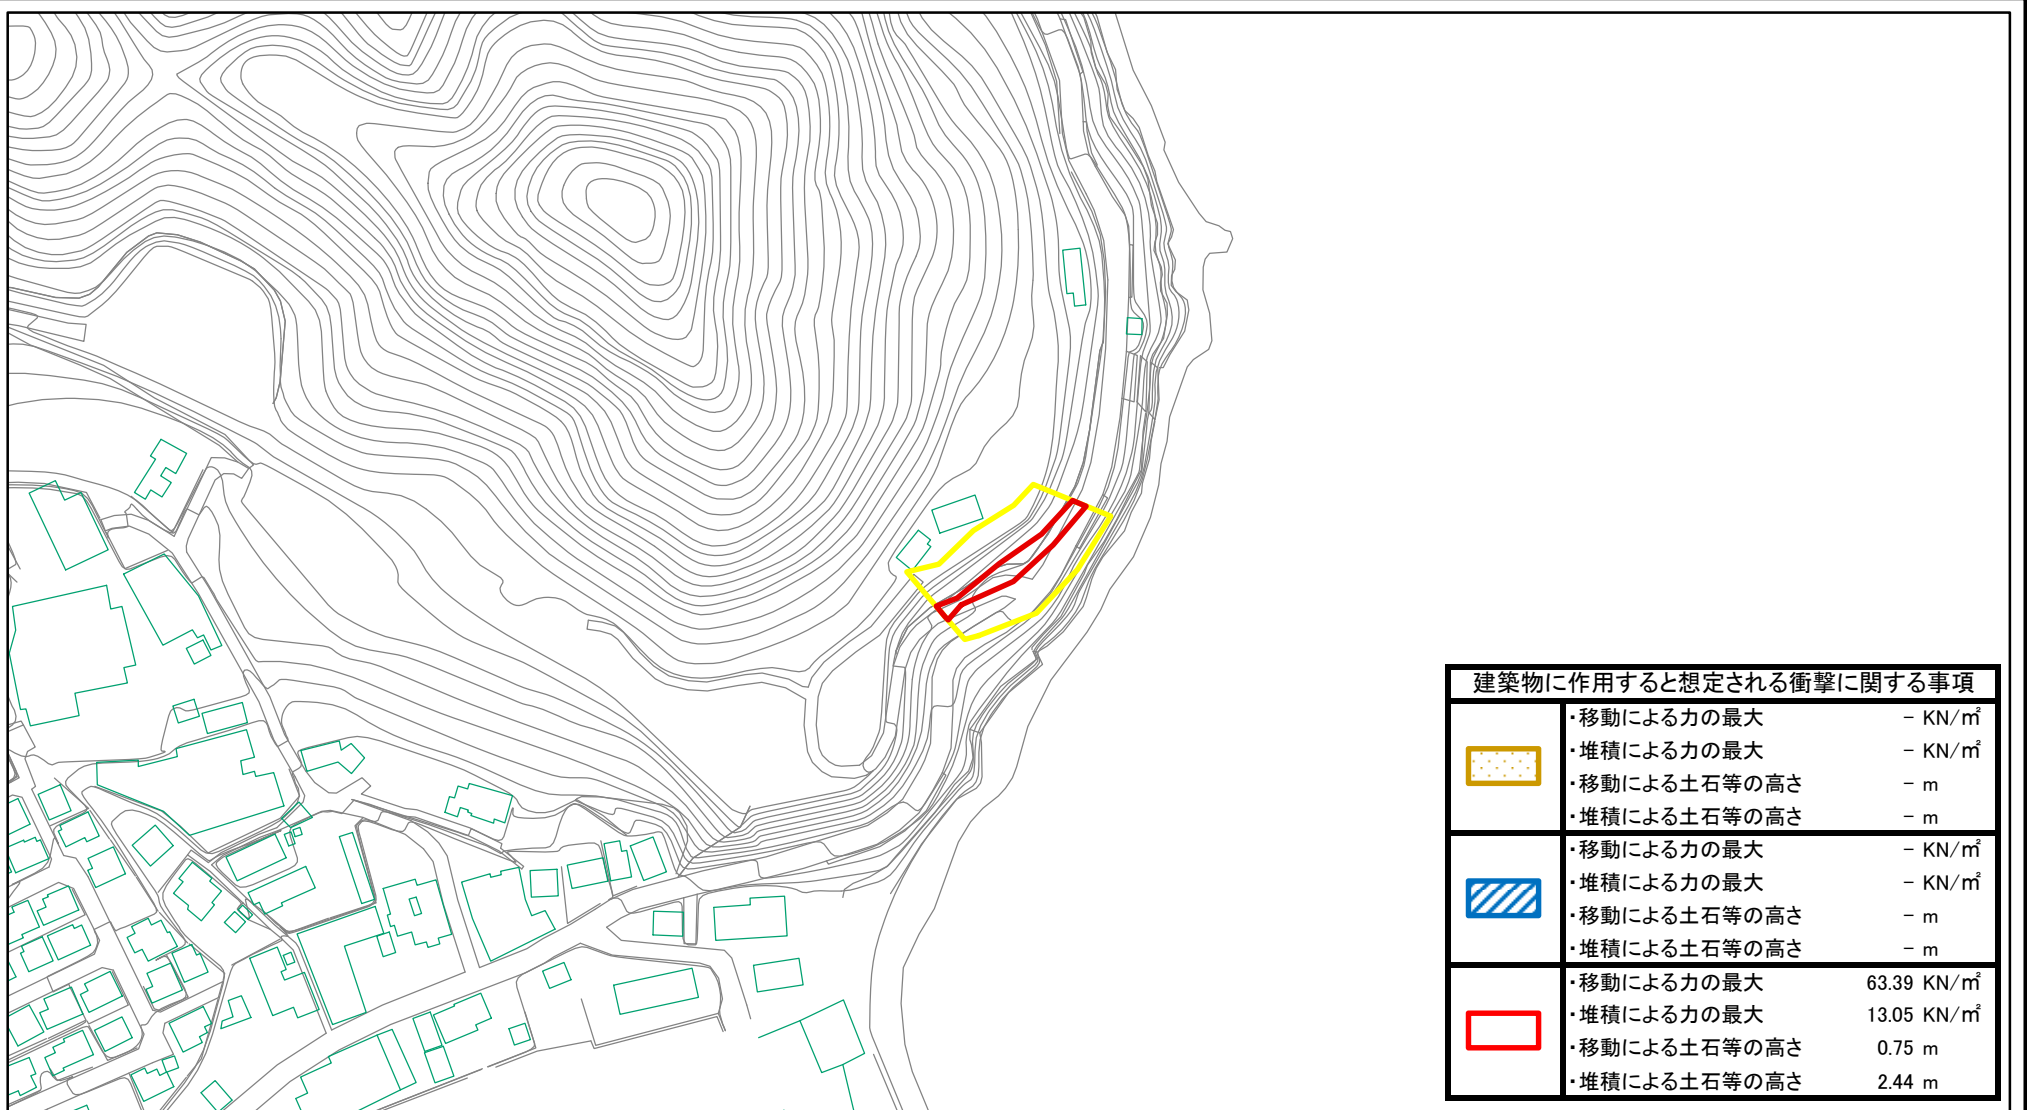 建築物に作用すると想定される衝撃に関する事項
・移動による力の最大 - KN/㎡
・堆積による力の最大 - KN/㎡
・移動による土石等の高さ - m
・堆積による土石等の高さ - m
・移動による力の最大 - KN/㎡
・堆積による力の最大 - KN/㎡
・移動による土石等の高さ - m
・堆積による土石等の高さ - m
・移動による力の最大 63.39 KN/㎡
・堆積による力の最大 13.05 KN/㎡
・移動による土石等の高さ 0.75 m
・堆積による土石等の高さ 2.44 m